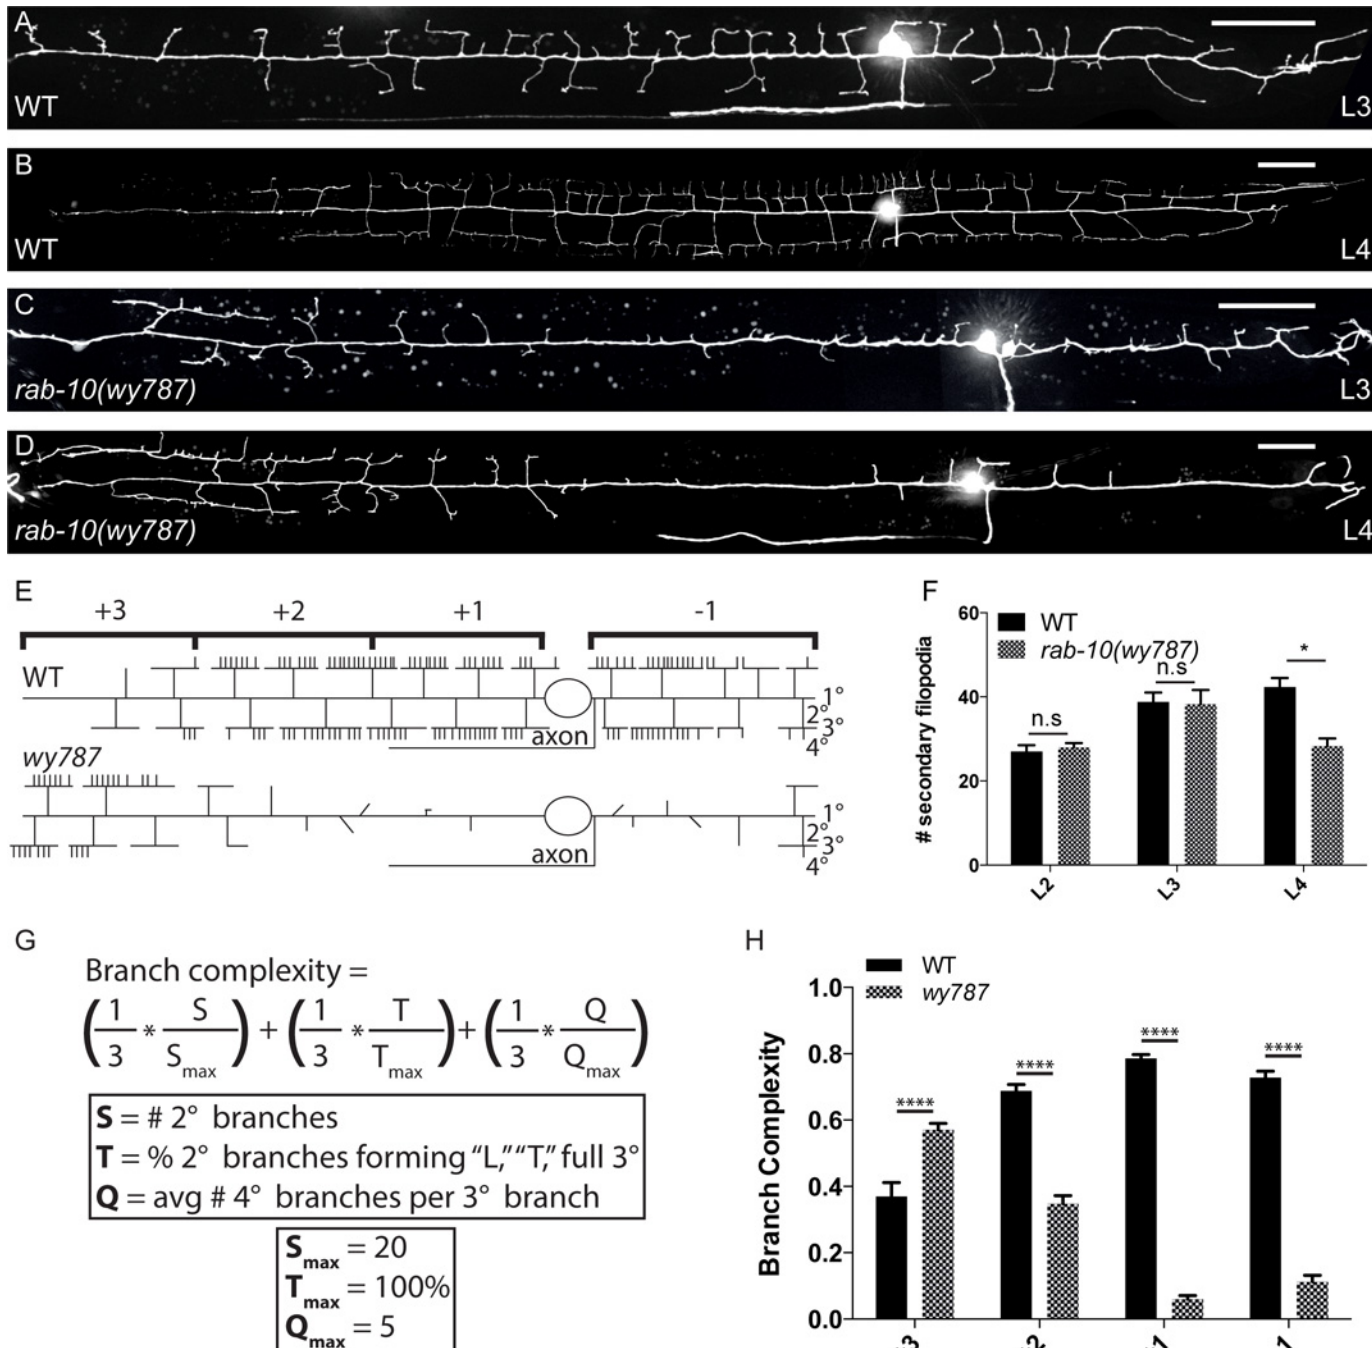 A
WT
L3
B
WT
L4
C
rab-10(wy787)
L3
D
rab-10(wy787)
L4
E
+3
+2
+1
-1
WT
1°
2°
3°
4°
axon
wy787
1°
2°
3°
4°
axon
F
60
40
20
0
# secondary filopodia
WT
rab-10(wy787)
n.s
n.s
*
L2
L3
L4
G
Branch complexity =
(1/3 * S/Smax) + (1/3 * T/Tmax) + (1/3 * Q/Qmax)
S = # 2° branches
T = % 2° branches forming “L,”“T,” full 3°
Q = avg # 4° branches per 3° branch
Smax = 20
Tmax = 100%
Qmax = 5
H
WT
wy787
Branch Complexity
1.0
0.8
0.6
0.4
0.2
0.0
****
****
****
****